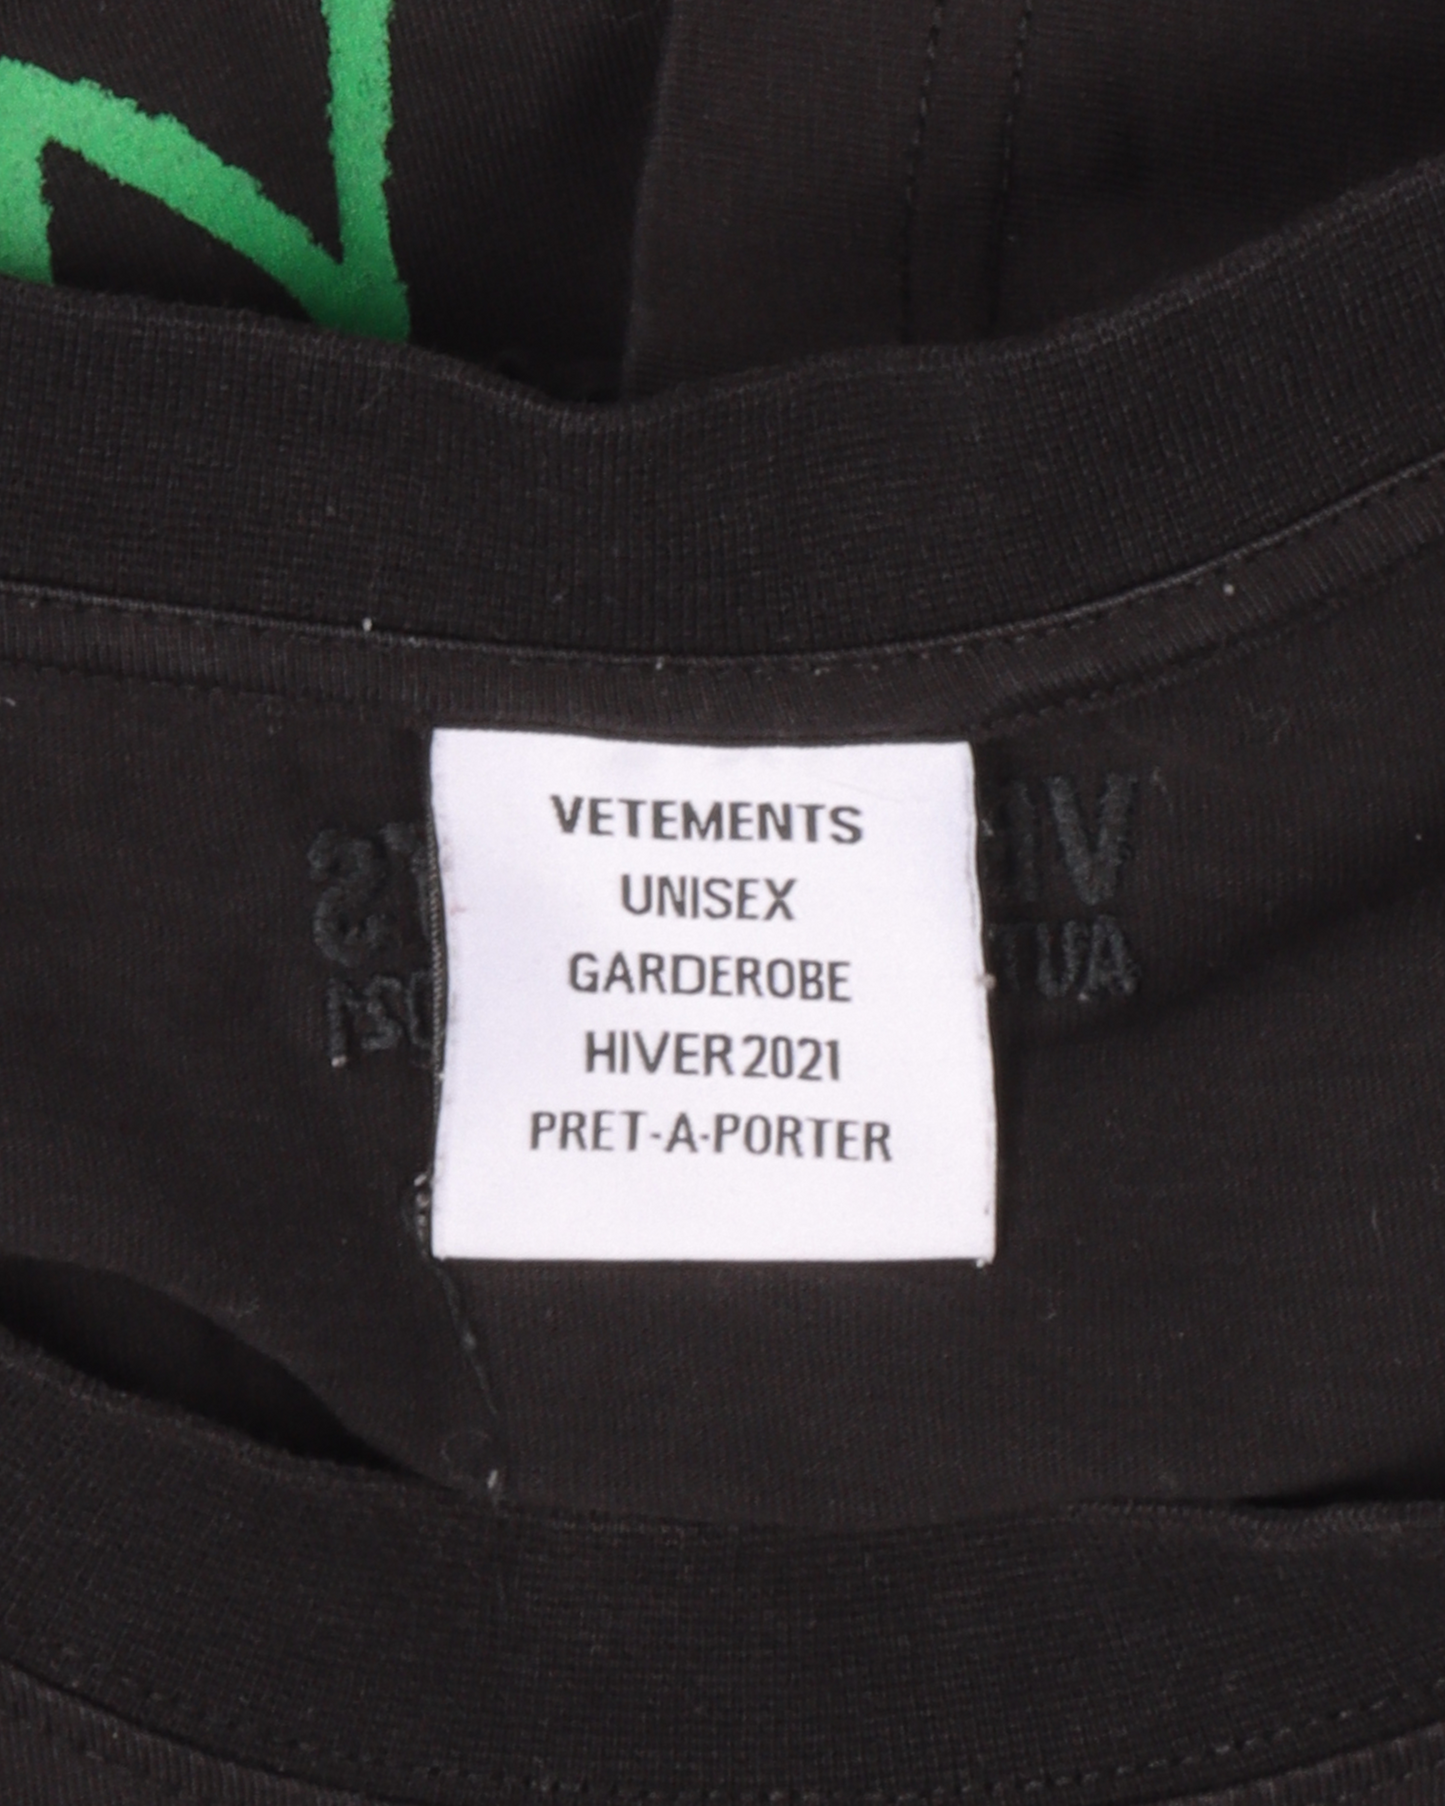 VETEMENTS
UNISEX
GARDEROBE
HIVER 2021
PRET-A-PORTER